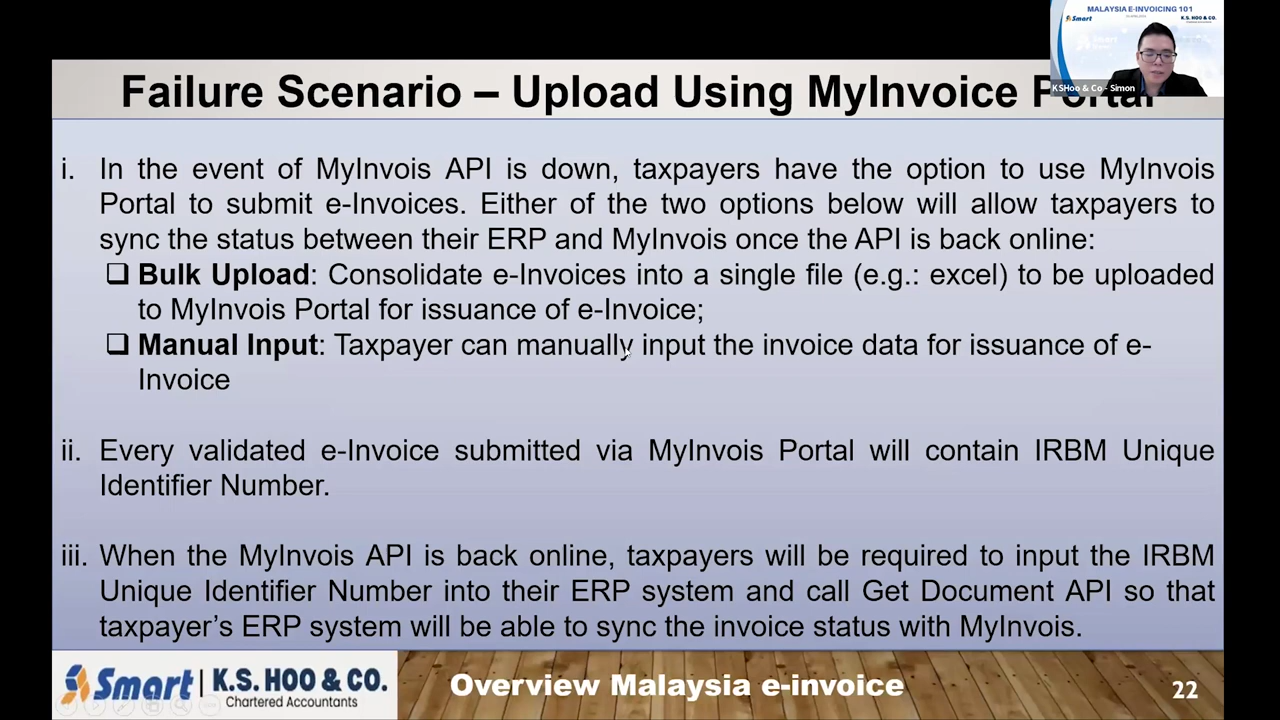 MALAYSIA E-INVOICING 101
Smart
K.S. HOO & CO.
KSHoo & Co - Simon
Failure Scenario – Upload Using MyInvoice Portal
i. In the event of MyInvois API is down, taxpayers have the option to use MyInvois
Portal to submit e-Invoices. Either of the two options below will allow taxpayers to
sync the status between their ERP and MyInvois once the API is back online:
❑ Bulk Upload: Consolidate e-Invoices into a single file (e.g.: excel) to be uploaded
to MyInvois Portal for issuance of e-Invoice;
❑ Manual Input: Taxpayer can manually input the invoice data for issuance of e-
Invoice
ii. Every validated e-Invoice submitted via MyInvois Portal will contain IRBM Unique
Identifier Number.
iii. When the MyInvois API is back online, taxpayers will be required to input the IRBM
Unique Identifier Number into their ERP system and call Get Document API so that
taxpayer’s ERP system will be able to sync the invoice status with MyInvois.
Smart | K.S. HOO & CO.
Chartered Accountants
Overview Malaysia e-invoice
22